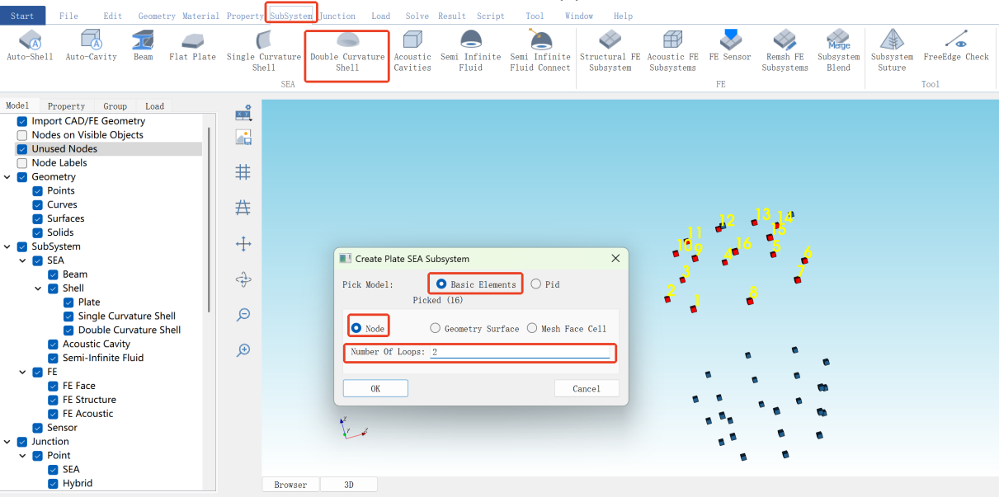 Start File Edit Geometry Material Property SubSystem Junction Load Solve Result Script Tool Window Help
Auto-Shell Auto-Cavity Beam Flat Plate Single Curvature Shell Double Curvature Shell Acoustic Cavities Semi Infinite Fluid Semi Infinite Fluid Connect Structural FE Subsystem Acoustic FE Subsystems FE Sensor Remsh FE Subsystems Merge Subsystem Blend Subsystem Suture FreeEdge Check
SEA FE Tool
Model Property Group Load
Import CAD/FE Geometry
Nodes on Visible Objects
Unused Nodes
Node Labels
Geometry
Points
Curves
Surfaces
Solids
SubSystem
SEA
Beam
Shell
Plate
Single Curvature Shell
Double Curvature Shell
Acoustic Cavity
Semi-Infinite Fluid
FE
FE Face
FE Structure
FE Acoustic
Sensor
Junction
Point
SEA
Hybrid
Create Plate SEA Subsystem
Pick Model: Basic Elements Pid
Picked (16)
Node Geometry Surface Mesh Face Cell
Number Of Loops: 2
OK Cancel
12 13 14
11 15
10 9 16 5 6
4
3 7
2 1 8
Z
Y X
Browser 3D